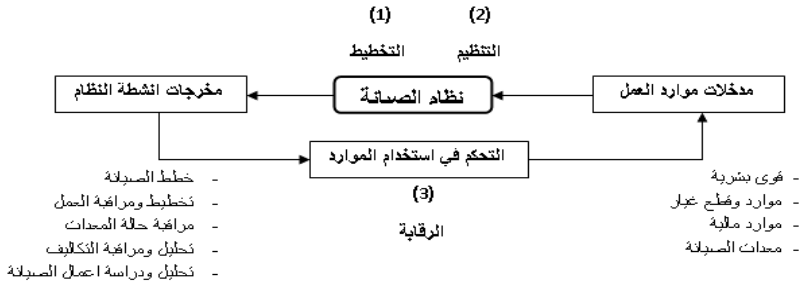 (2) (1)
التنظيم التخطيط
مدخلات موارد العمل نظام الصيانة مخرجات انشطة النظام
التحكم في استخدام الموارد
(3)
الرقابة
- قوى بشرية
- موارد وقطع غيار
- موارد مالية
- معدات الصيانة
- خطط الصيانة
- تخطيط ومراقبة العمل
- مراقبة حالة المعدات
- تحليل ومراقبة التكاليف
- تحليل ودراسة اعمال الصيانة